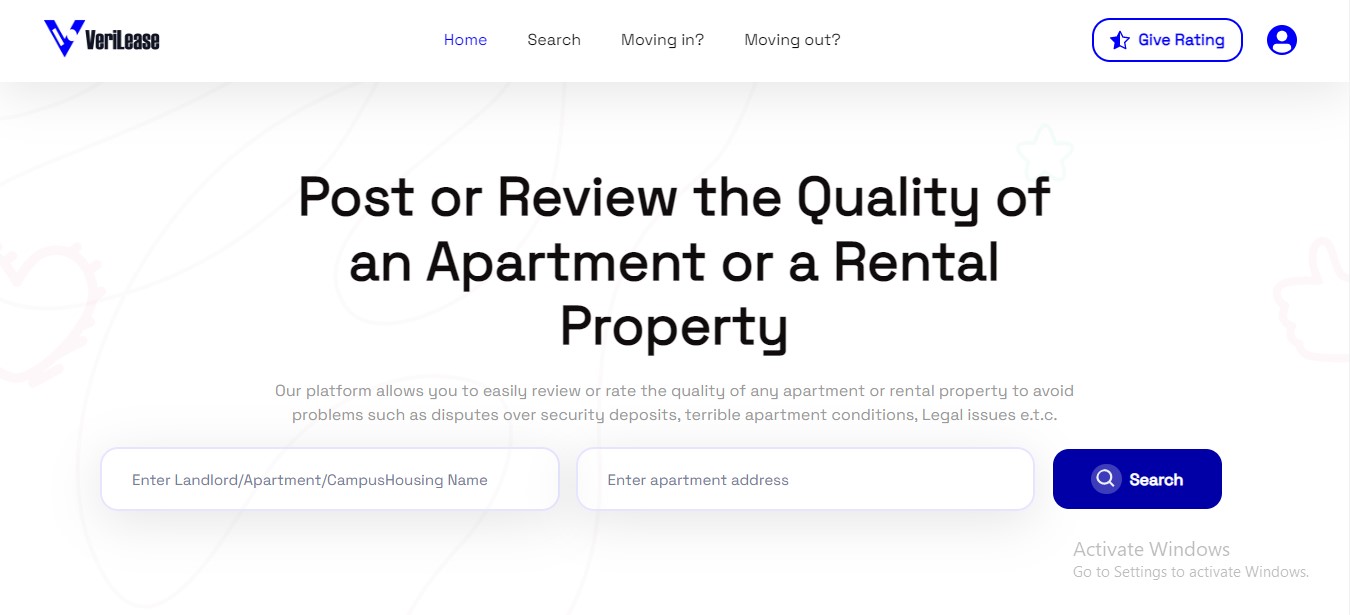 VeriLease
Home
Search
Moving in?
Moving out?
Give Rating
Post or Review the Quality of
an Apartment or a Rental
Property
Our platform allows you to easily review or rate the quality of any apartment or rental property to avoid
problems such as disputes over security deposits, terrible apartment conditions, Legal issues e.t.c.
Enter Landlord/Apartment/CampusHousing Name
Enter apartment address
Search
Activate Windows
Go to Settings to activate Windows.